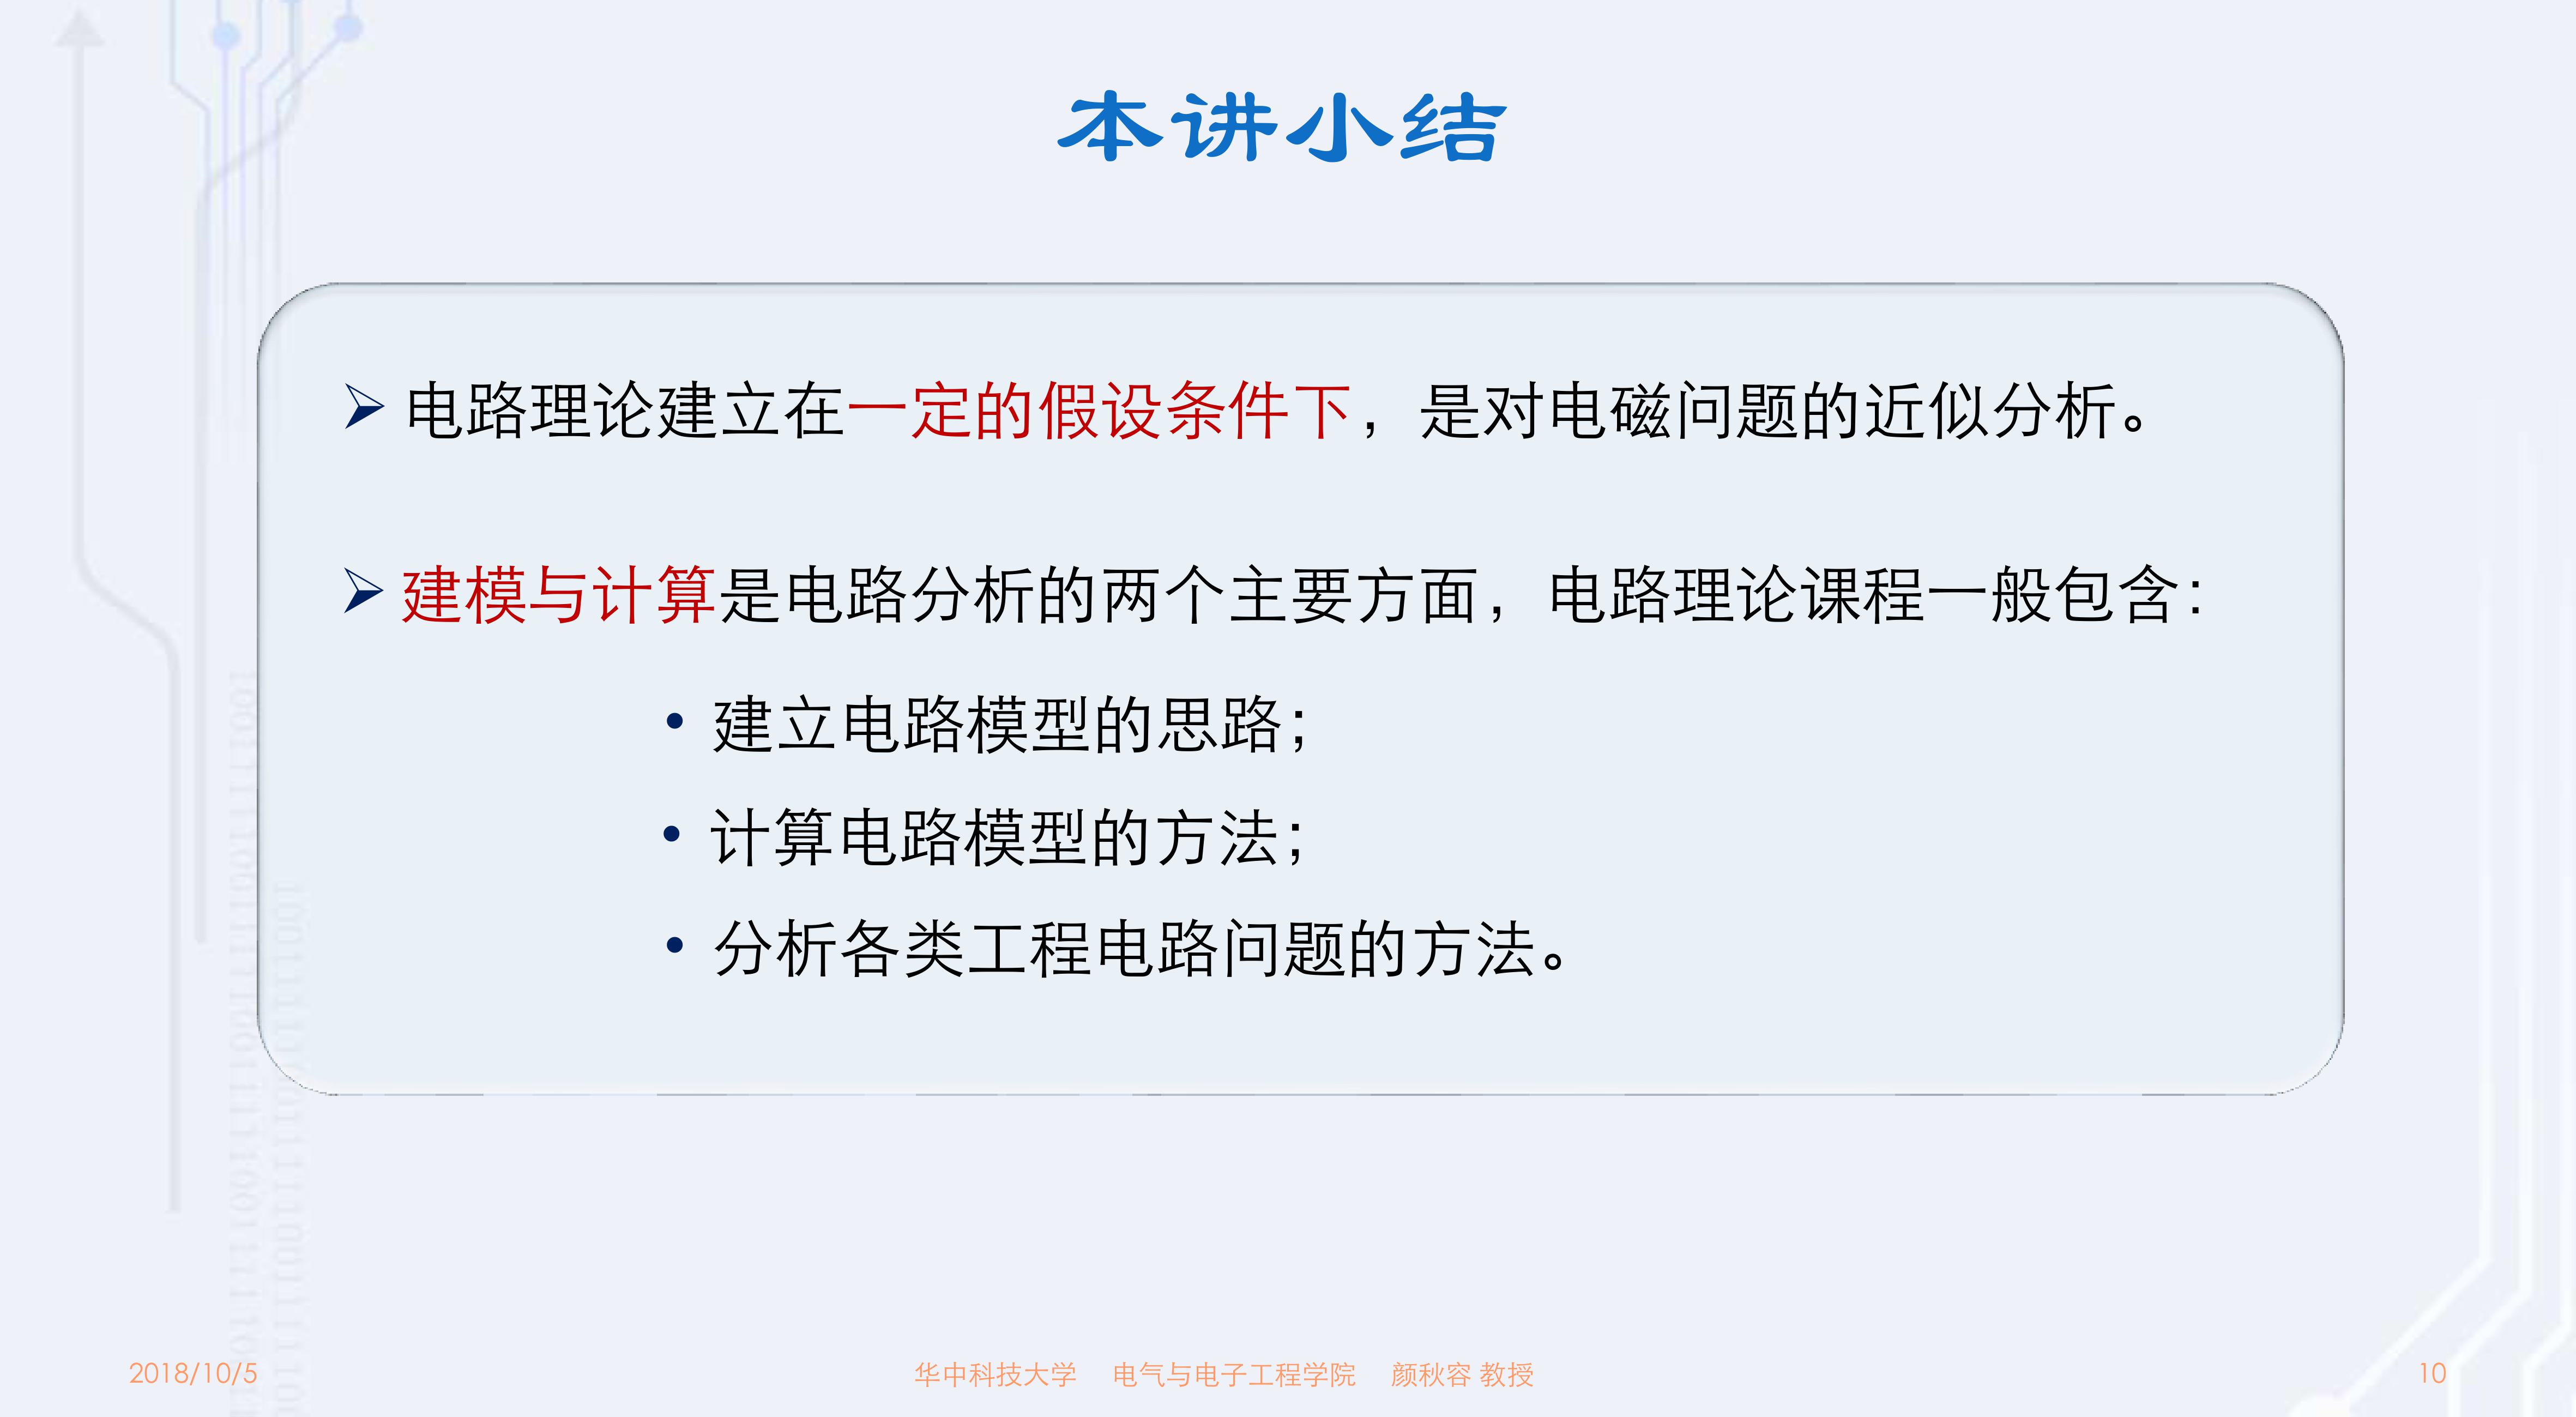 本讲小结
电路理论建立在一定的假设条件下，是对电磁问题的近似分析。
建模与计算是电路分析的两个主要方面，电路理论课程一般包含：
• 建立电路模型的思路；
• 计算电路模型的方法；
• 分析各类工程电路问题的方法。
2018/10/5 华中科技大学 电气与电子工程学院 颜秋容 教授 10